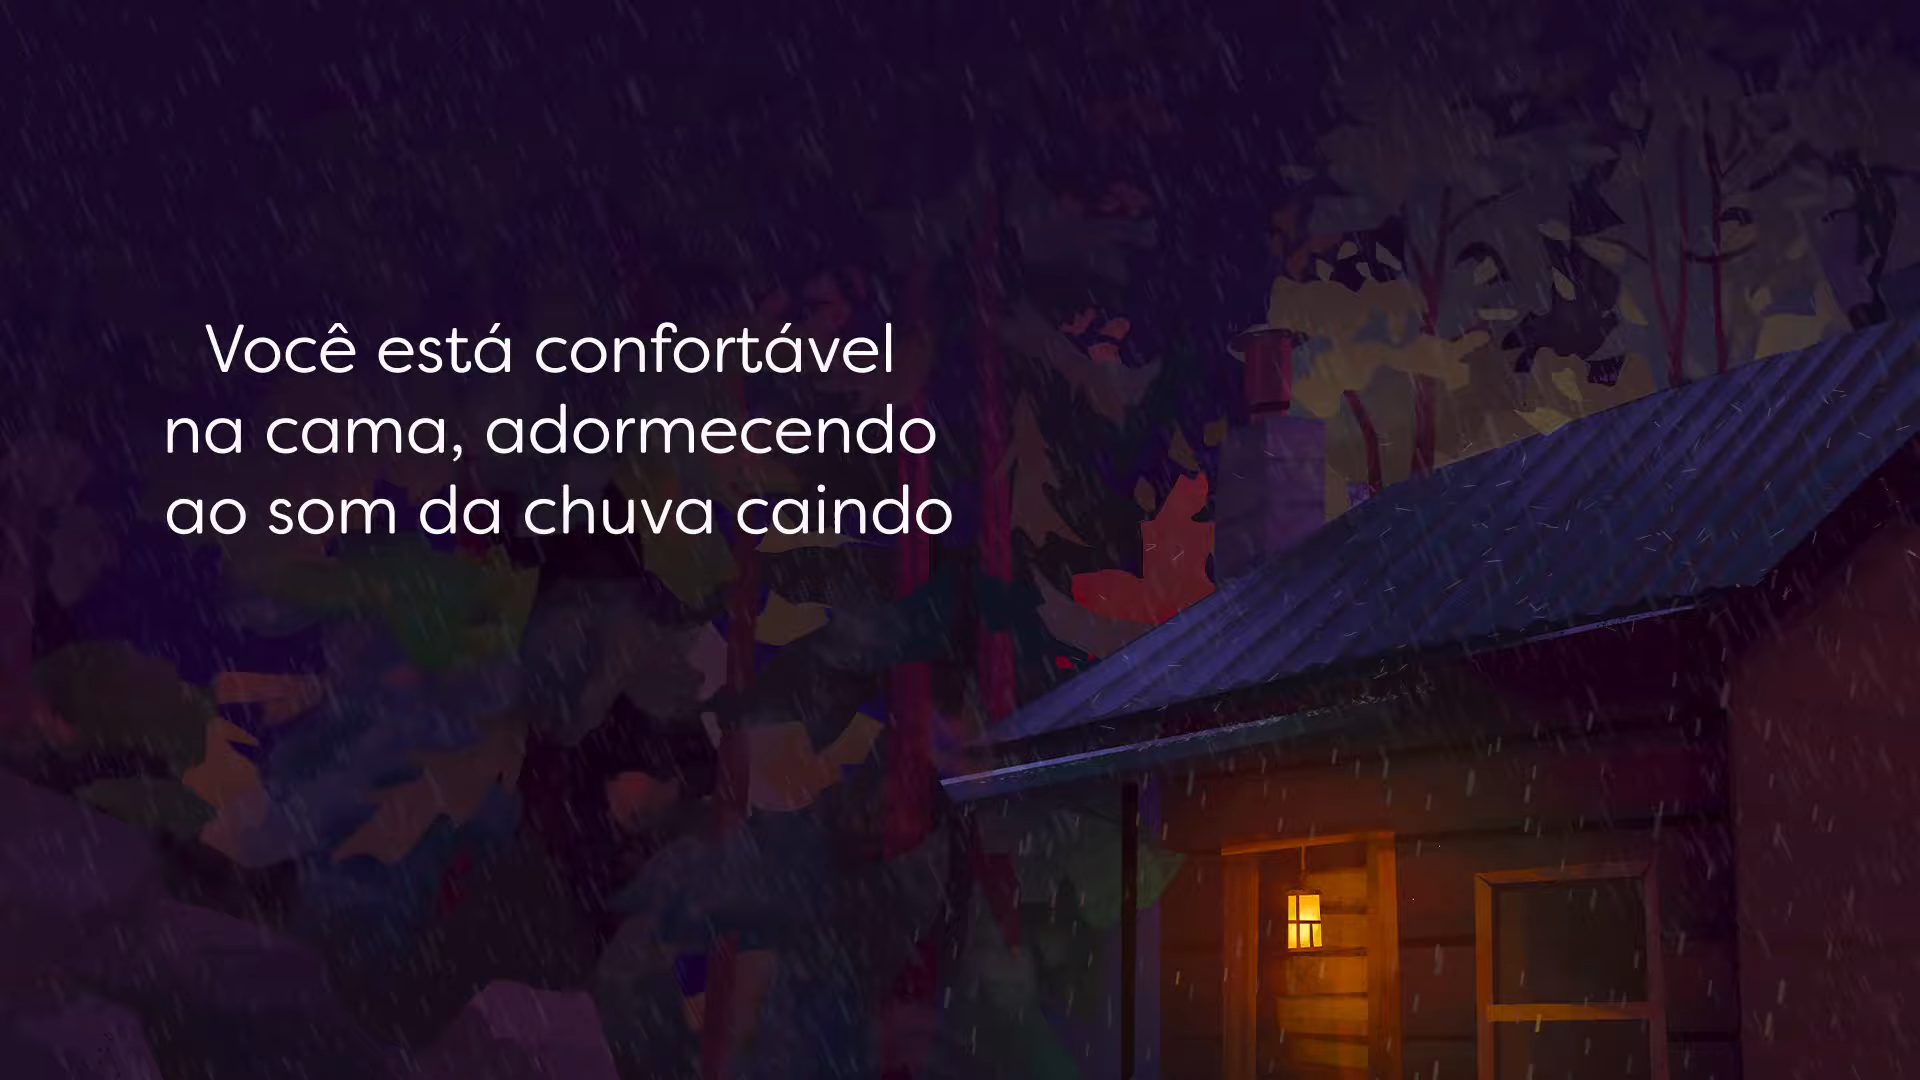 Você está confortável
na cama, adormecendo
ao som da chuva caindo